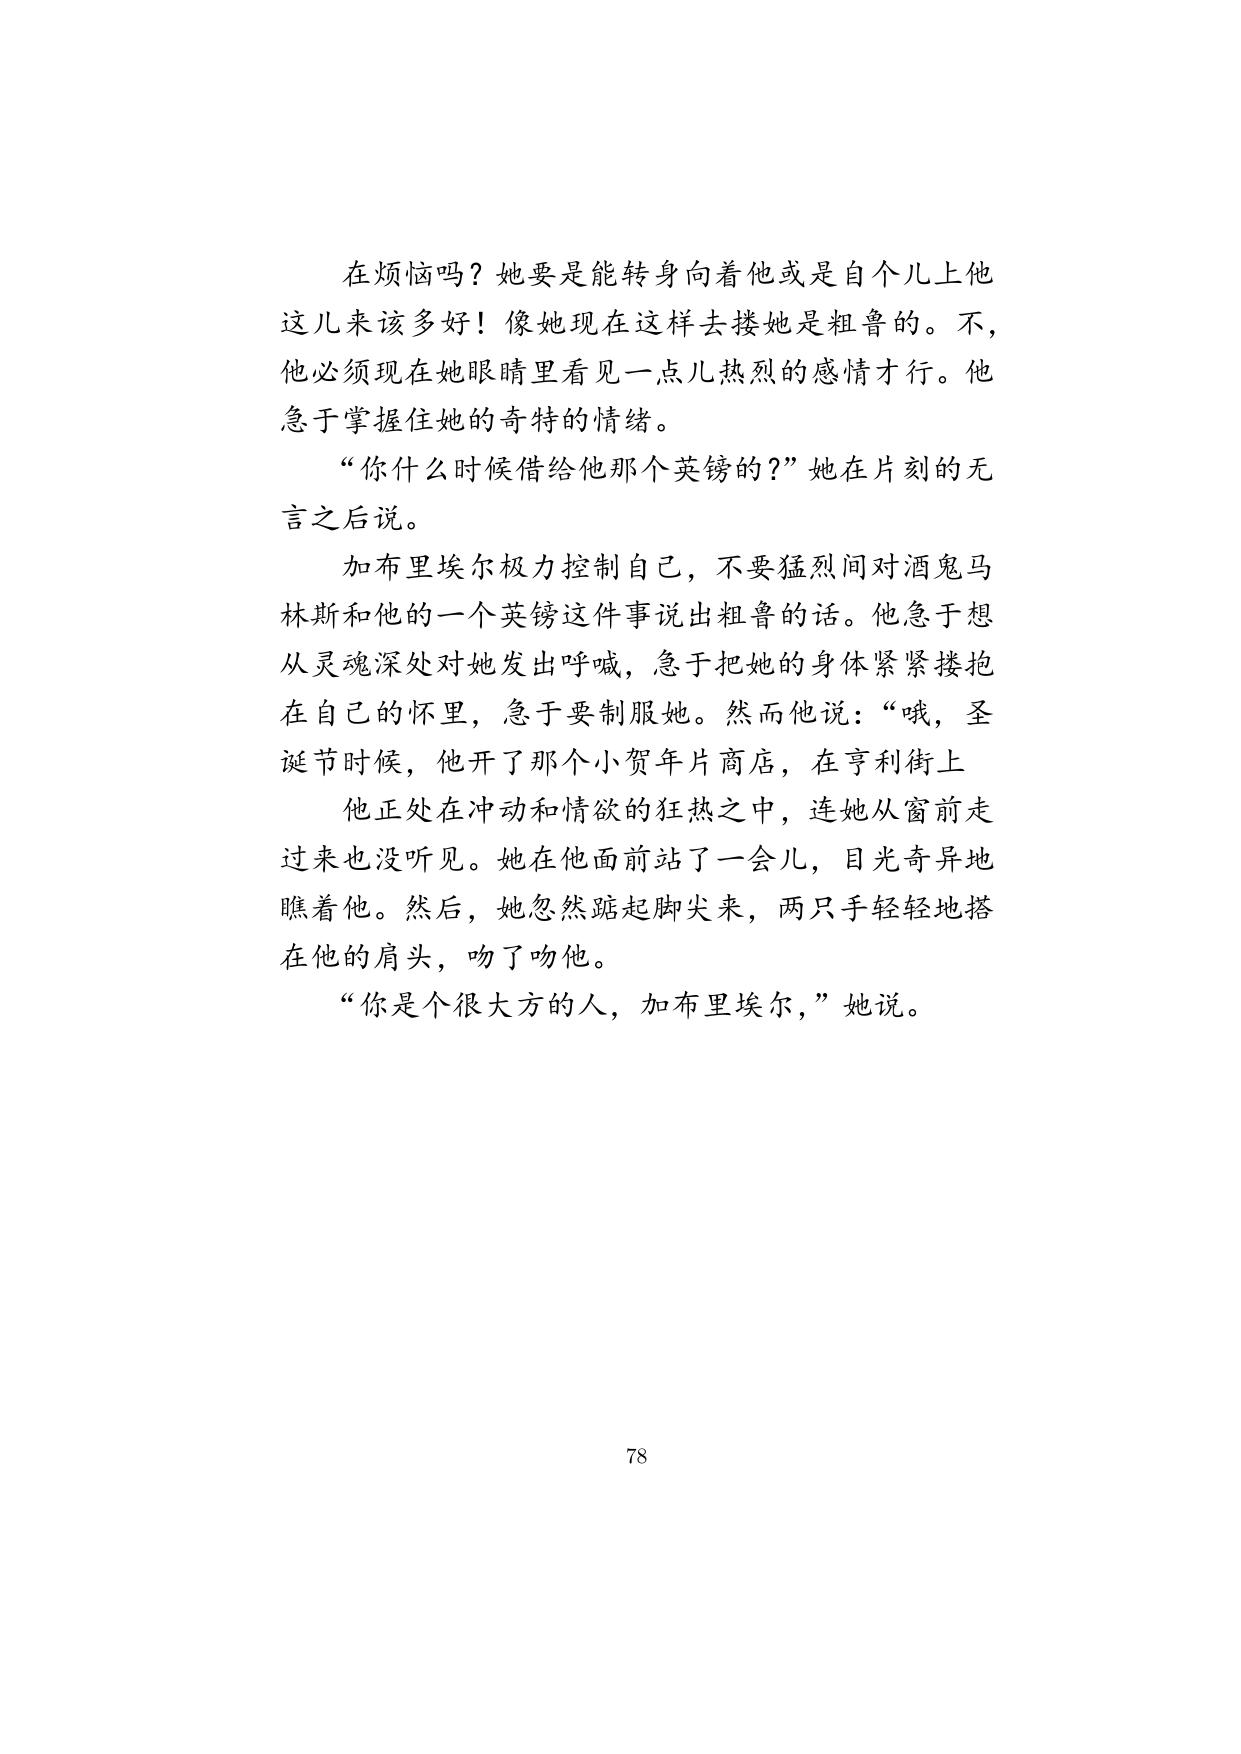 在烦恼吗？她要是能转身向着他或是自个儿上他
这儿来该多好！像她现在这样去搂她是粗鲁的。不，
他必须现在她眼睛里看见一点儿热烈的感情才行。他
急于掌握住她的奇特的情绪。
“你什么时候借给他那个英镑的？”她在片刻的无
言之后说。
加布里埃尔极力控制自己，不要猛烈间对酒鬼马
林斯和他的一个英镑这件事说出粗鲁的话。他急于想
从灵魂深处对她发出呼喊，急于把她的身体紧紧搂抱
在自己的怀里，急于要制服她。然而他说：“哦，圣
诞节时候，他开了那个小贺年片商店，在亨利街上
他正处在冲动和情欲的狂热之中，连她从窗前走
过来也没听见。她在他面前站了一会儿，目光奇异地
瞧着他。然后，她忽然踮起脚尖来，两只手轻轻地搭
在他的肩头，吻了吻他。
“你是个很大方的人，加布里埃尔，”她说。
78